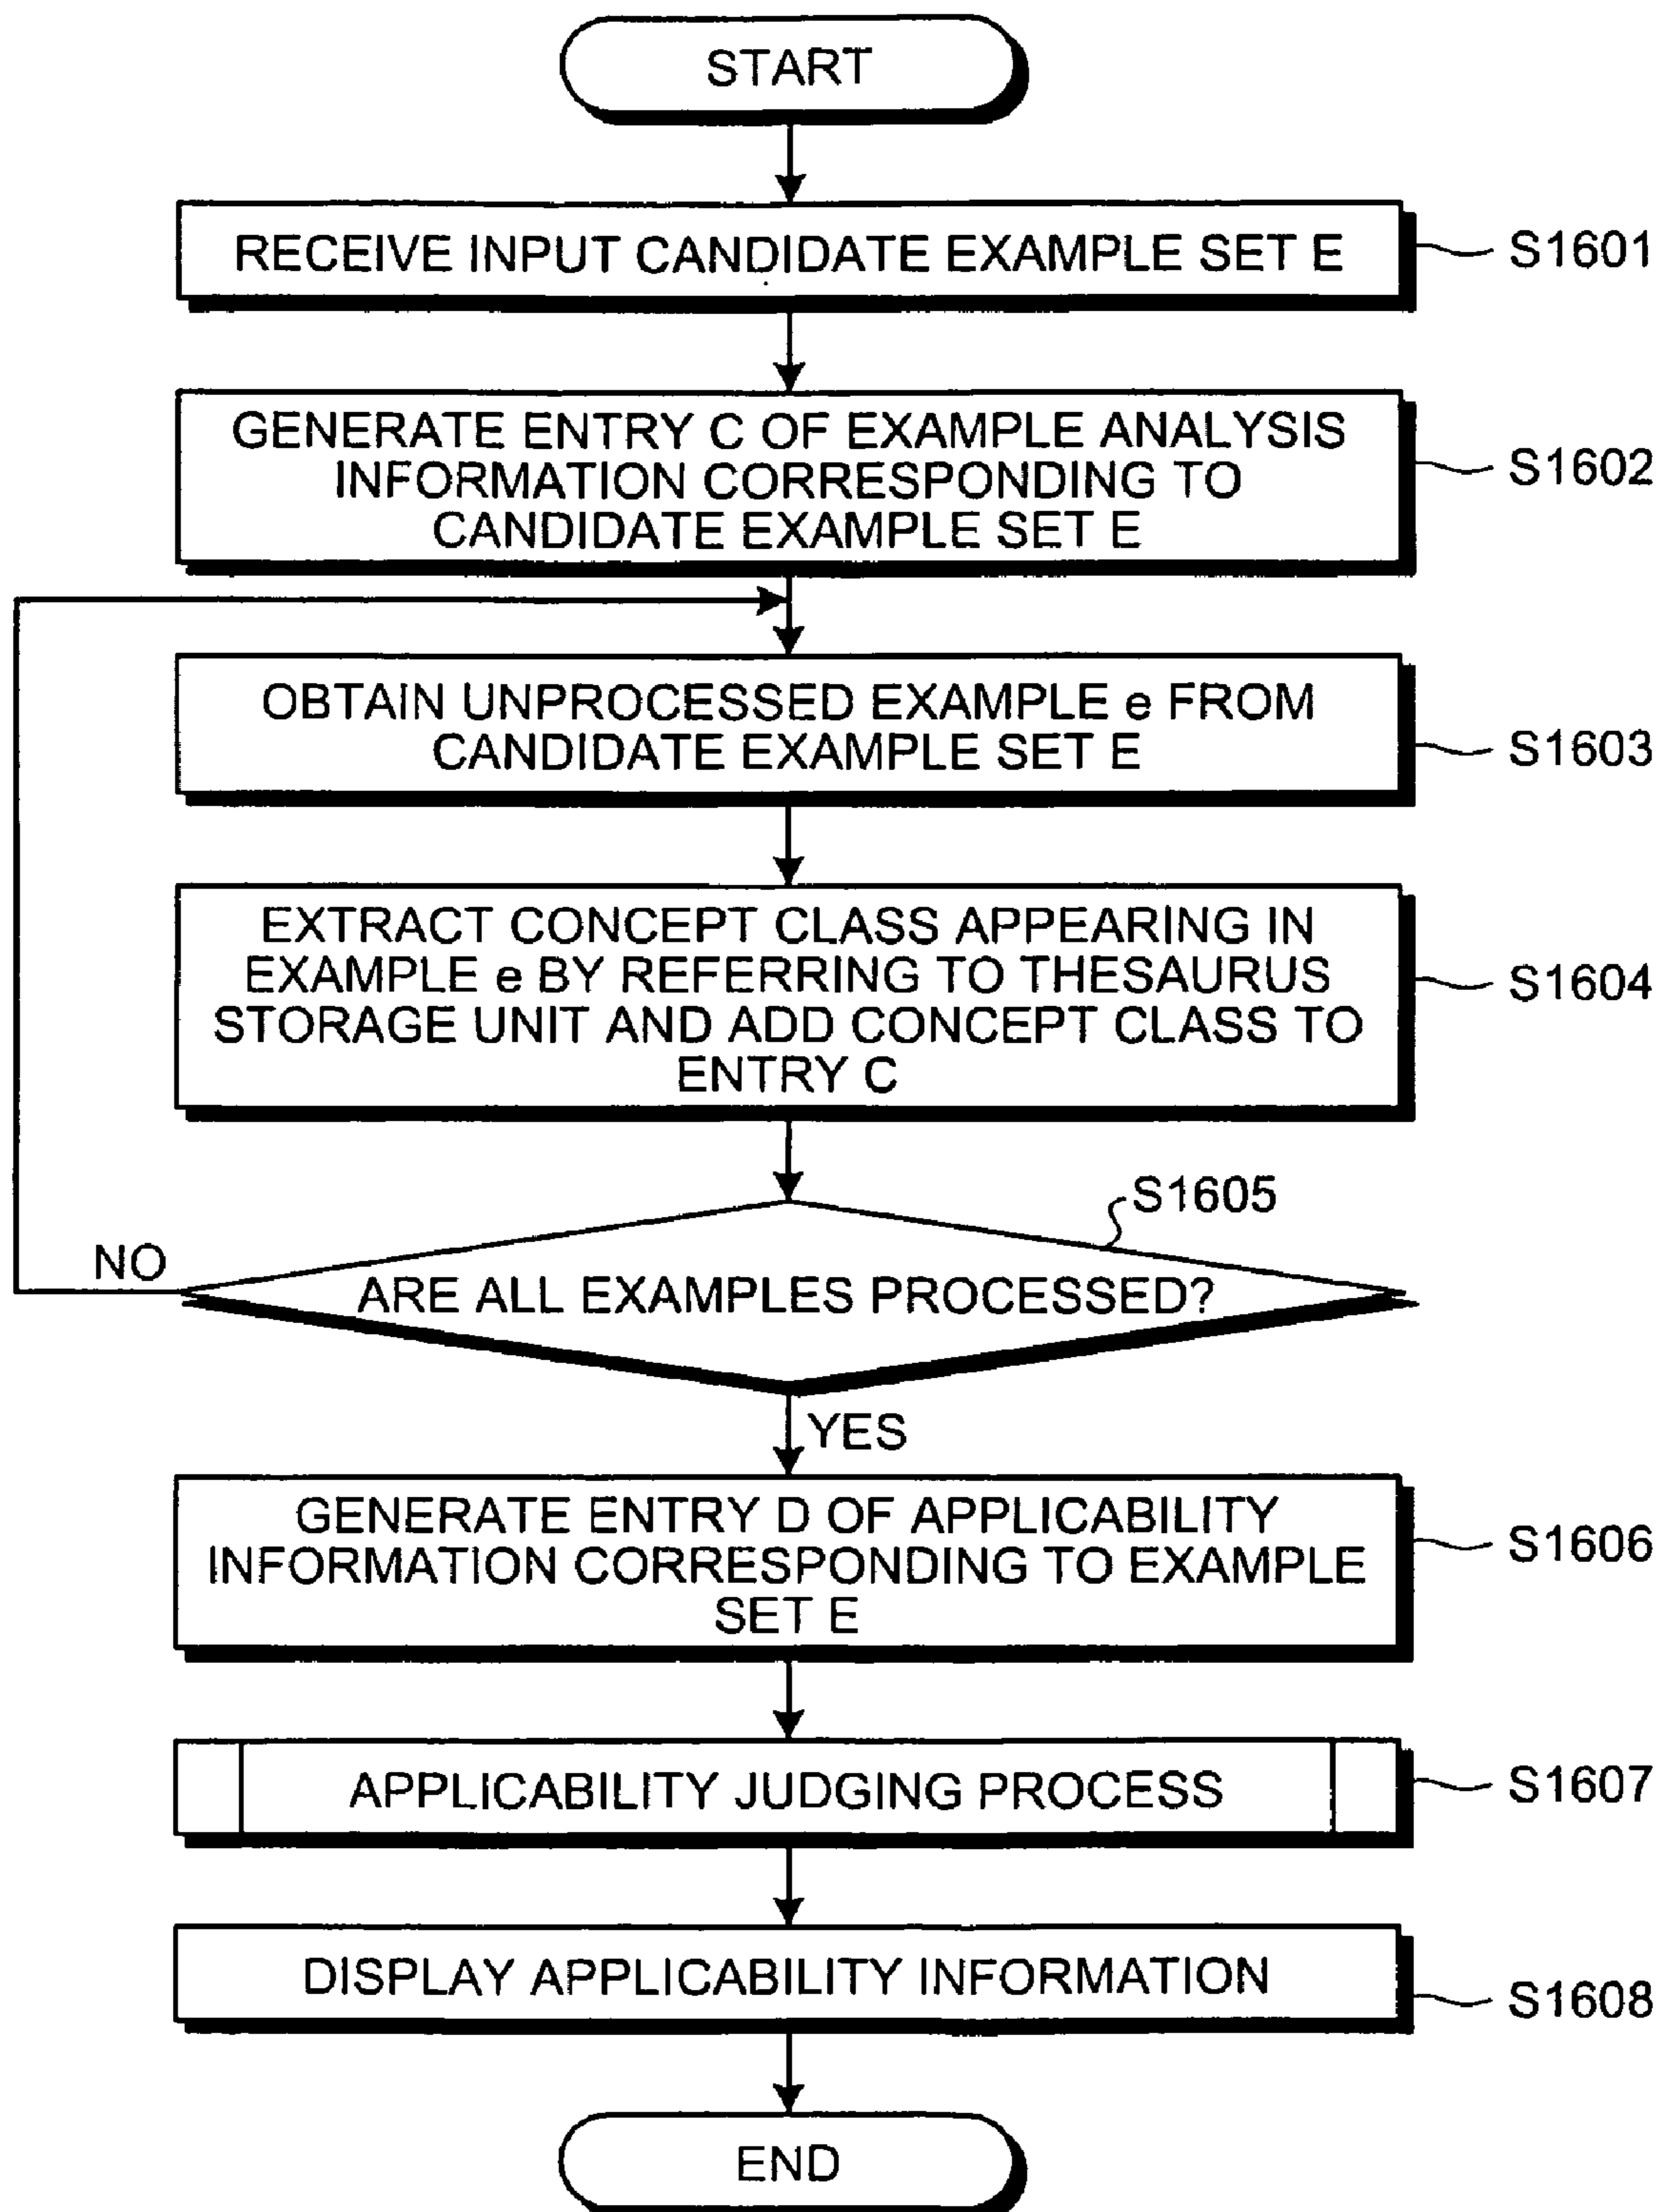 START
RECEIVE INPUT CANDIDATE EXAMPLE SET E
S1601
GENERATE ENTRY C OF EXAMPLE ANALYSIS
INFORMATION CORRESPONDING TO
CANDIDATE EXAMPLE SET E
S1602
OBTAIN UNPROCESSED EXAMPLE e FROM
CANDIDATE EXAMPLE SET E
S1603
EXTRACT CONCEPT CLASS APPEARING IN
EXAMPLE e BY REFERRING TO THESAURUS
STORAGE UNIT AND ADD CONCEPT CLASS TO
ENTRY C
S1604
S1605
NO
ARE ALL EXAMPLES PROCESSED?
YES
GENERATE ENTRY D OF APPLICABILITY
INFORMATION CORRESPONDING TO EXAMPLE
SET E
S1606
APPLICABILITY JUDGING PROCESS
S1607
DISPLAY APPLICABILITY INFORMATION
S1608
END